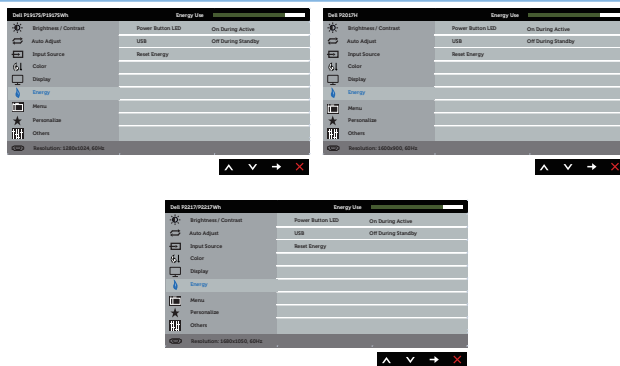 Dell P1917S/P1917SWh Energy Use
Brightness / Contrast Power Button LED On During Active
Auto Adjust USB Off During Standby
Input Source Reset Energy
Color
Display
Energy
Menu
Personalize
Others
Resolution: 1280x1024, 60Hz
Dell P2017H Energy Use
Brightness / Contrast Power Button LED On During Active
Auto Adjust USB Off During Standby
Input Source Reset Energy
Color
Display
Energy
Menu
Personalize
Others
Resolution: 1600x900, 60Hz
Dell P2217/P2217Wh Energy Use
Brightness / Contrast Power Button LED On During Active
Auto Adjust USB Off During Standby
Input Source Reset Energy
Color
Display
Energy
Menu
Personalize
Others
Resolution: 1680x1050, 60Hz